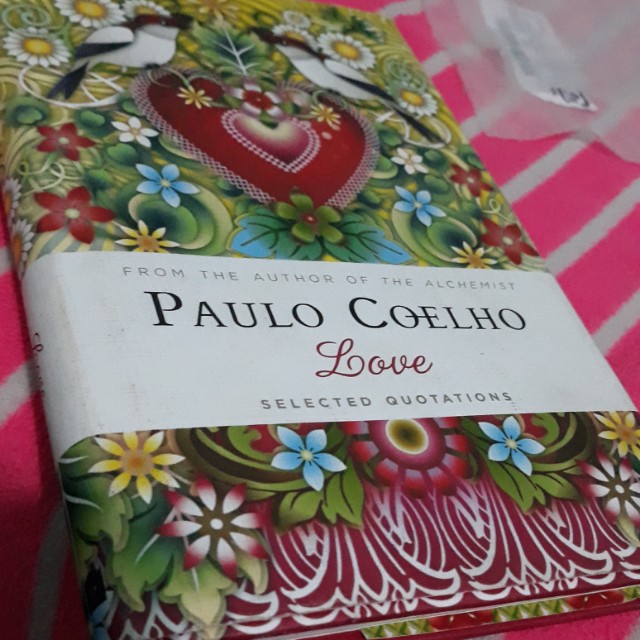 FROM THE AUTHOR OF THE ALCHEMIST
PAULO COELHO
Love
SELECTED QUOTATIONS